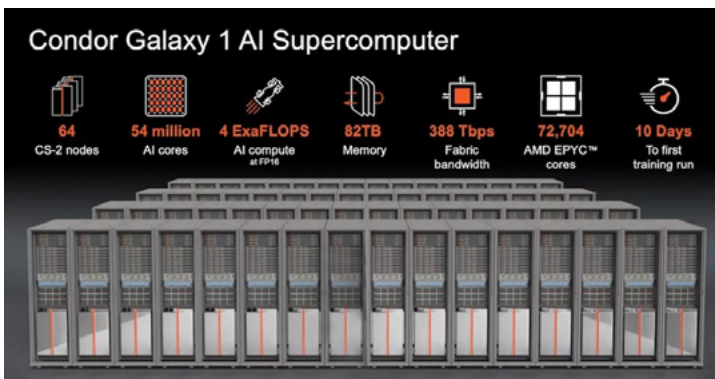 Condor Galaxy 1 AI Supercomputer
64
CS-2 nodes
54 million
AI cores
4 ExaFLOPS
AI compute
at FP16
82TB
Memory
388 Tbps
Fabric
bandwidth
72,704
AMD EPYC™
cores
10 Days
To first
training run